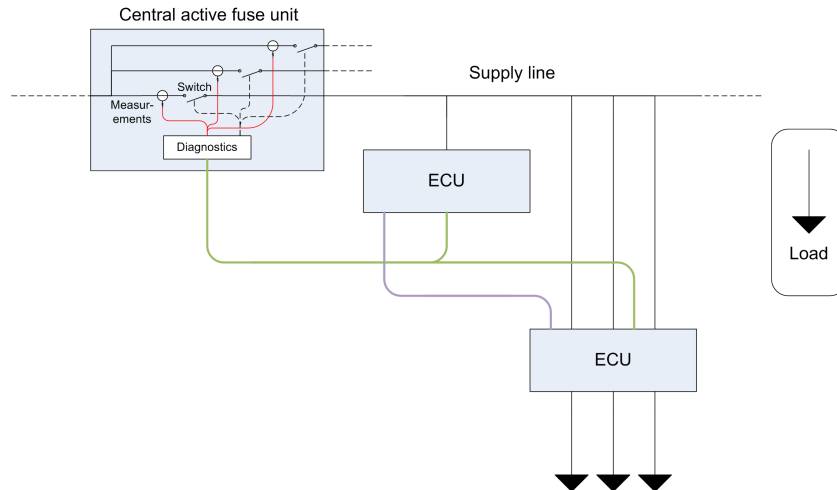 Central active fuse unit
Switch
Supply line
Measur-
ements
Diagnostics
ECU
Load
ECU